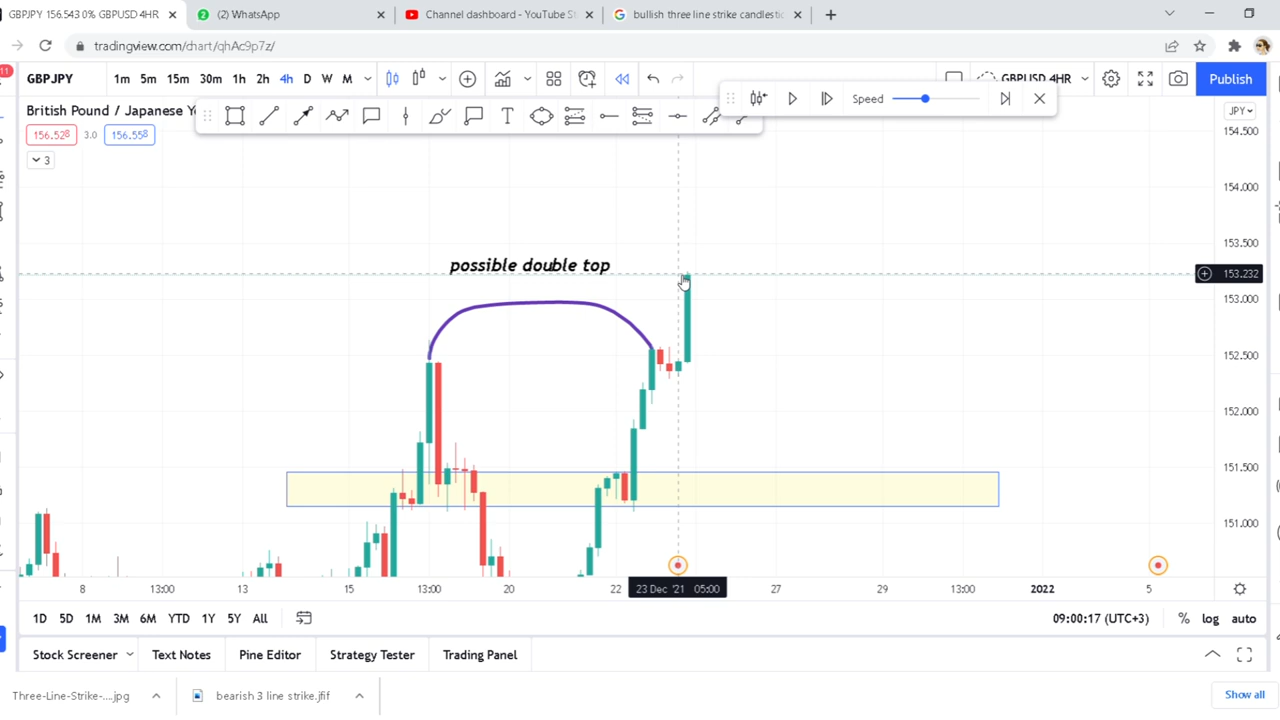 GBPJPY 156.543 0% GBPUSD 4HR
(2) WhatsApp
Channel dashboard - YouTube St
bullish three line strike candlestic
tradingview.com/chart/qhAc9p7z/
11
GBPJPY 1m 5m 15m 30m 1h 2h 4h D W M GBPUSD 4HR Publish
Speed
British Pound / Japanese Y
JPY
156.528 3.0 156.558
3
154.500
154.000
153.500
possible double top
153.232
153.000
152.500
152.000
151.500
151.000
8 13:00 13 15 13:00 20 22 23 Dec '21 05:00 27 29 13:00 2022 5
1D 5D 1M 3M 6M YTD 1Y 5Y All 09:00:17 (UTC+3) % log auto
Stock Screener Text Notes Pine Editor Strategy Tester Trading Panel
Three-Line-Strike-....jpg bearish 3 line strike.jfif Show all